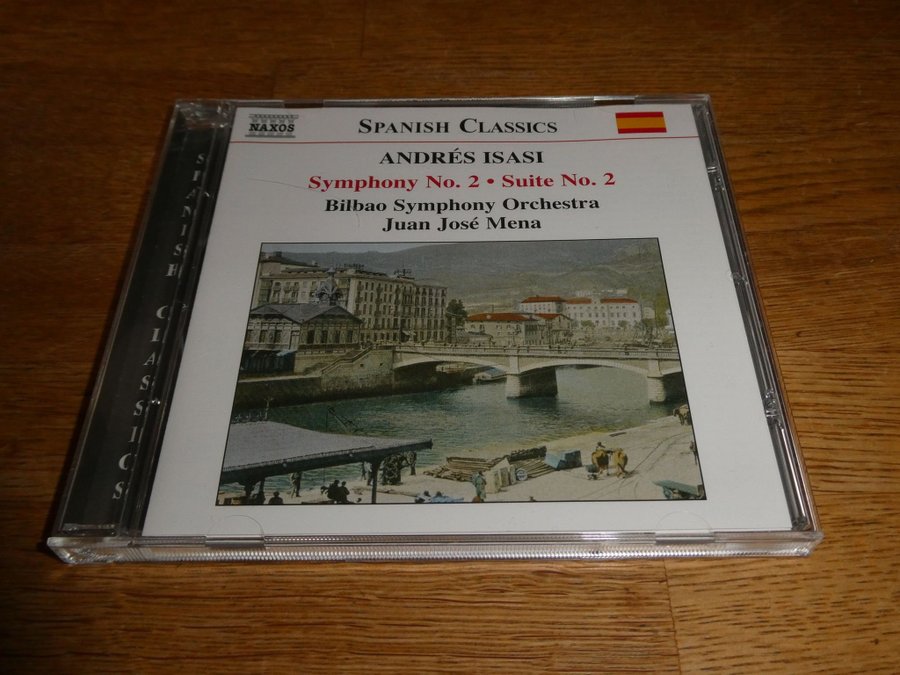 NAXOS
SPANISH CLASSICS
ANDRÉS ISASI
Symphony No. 2 • Suite No. 2
Bilbao Symphony Orchestra
Juan José Mena
SPANISH CLASSICS